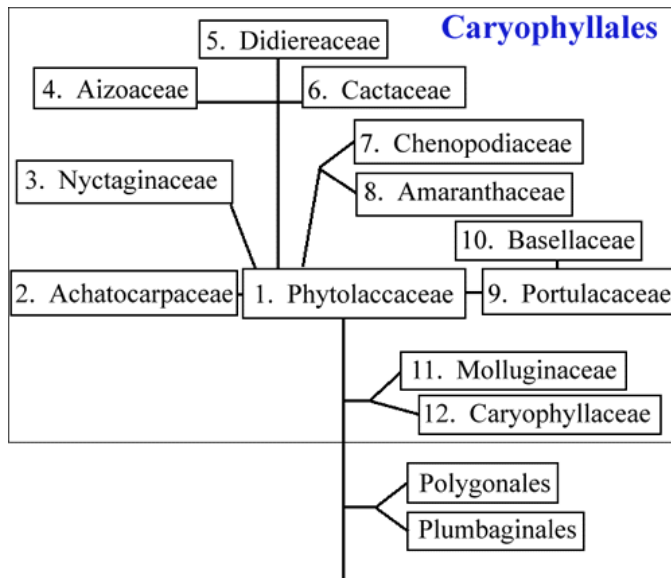 Caryophyllales
5. Didiereaceae
4. Aizoaceae
6. Cactaceae
7. Chenopodiaceae
3. Nyctaginaceae
8. Amaranthaceae
10. Basellaceae
2. Achatocarpaceae
1. Phytolaccaceae
9. Portulacaceae
11. Molluginaceae
12. Caryophyllaceae
Polygonales
Plumbaginales